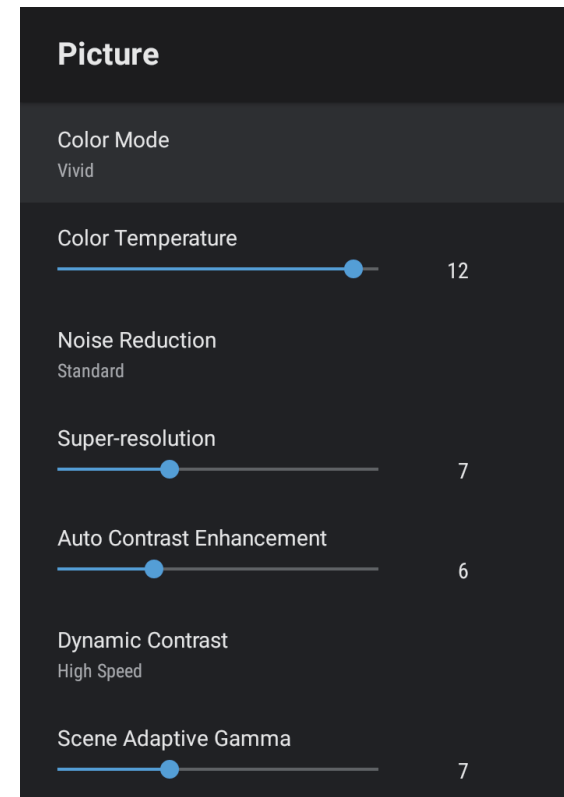 Picture
Color Mode
Vivid
Color Temperature
12
Noise Reduction
Standard
Super-resolution
7
Auto Contrast Enhancement
6
Dynamic Contrast
High Speed
Scene Adaptive Gamma
7